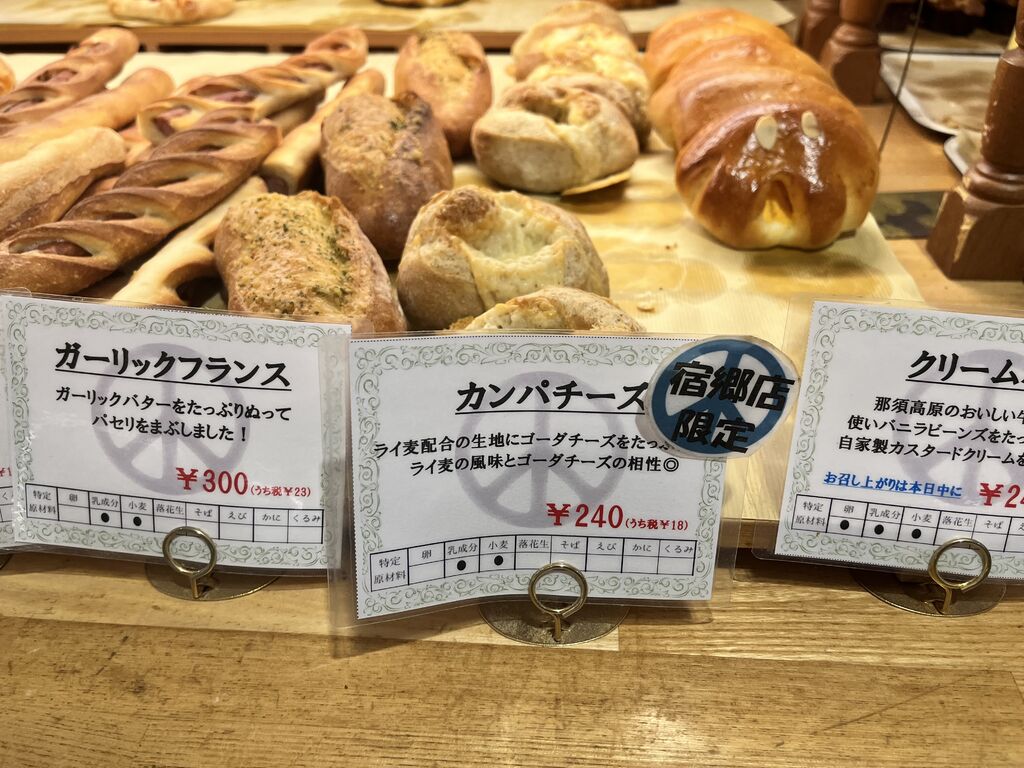 ガーリックフランス
ガーリックバターをたっぷりぬって
パセリをまぶしました！
¥300(うち税¥23)
特定原材料 卵 乳成分 小麦 落花生 そば えび かに くるみ
● ●
カンパチーズ
宿郷店
限定
ライ麦配合の生地にゴーダチーズをたっ
ライ麦の風味とゴーダチーズの相性◎
¥240(うち税¥18)
特定原材料 卵 乳成分 小麦 落花生 そば えび かに くるみ
● ●
クリーム
那須高原のおいしい
使いバニラビーンズをた
自家製カスタードクリームを
お召し上がりは本日中に
¥2
特定原材料 卵 乳成分 小麦 落花生 そば
● ● ●